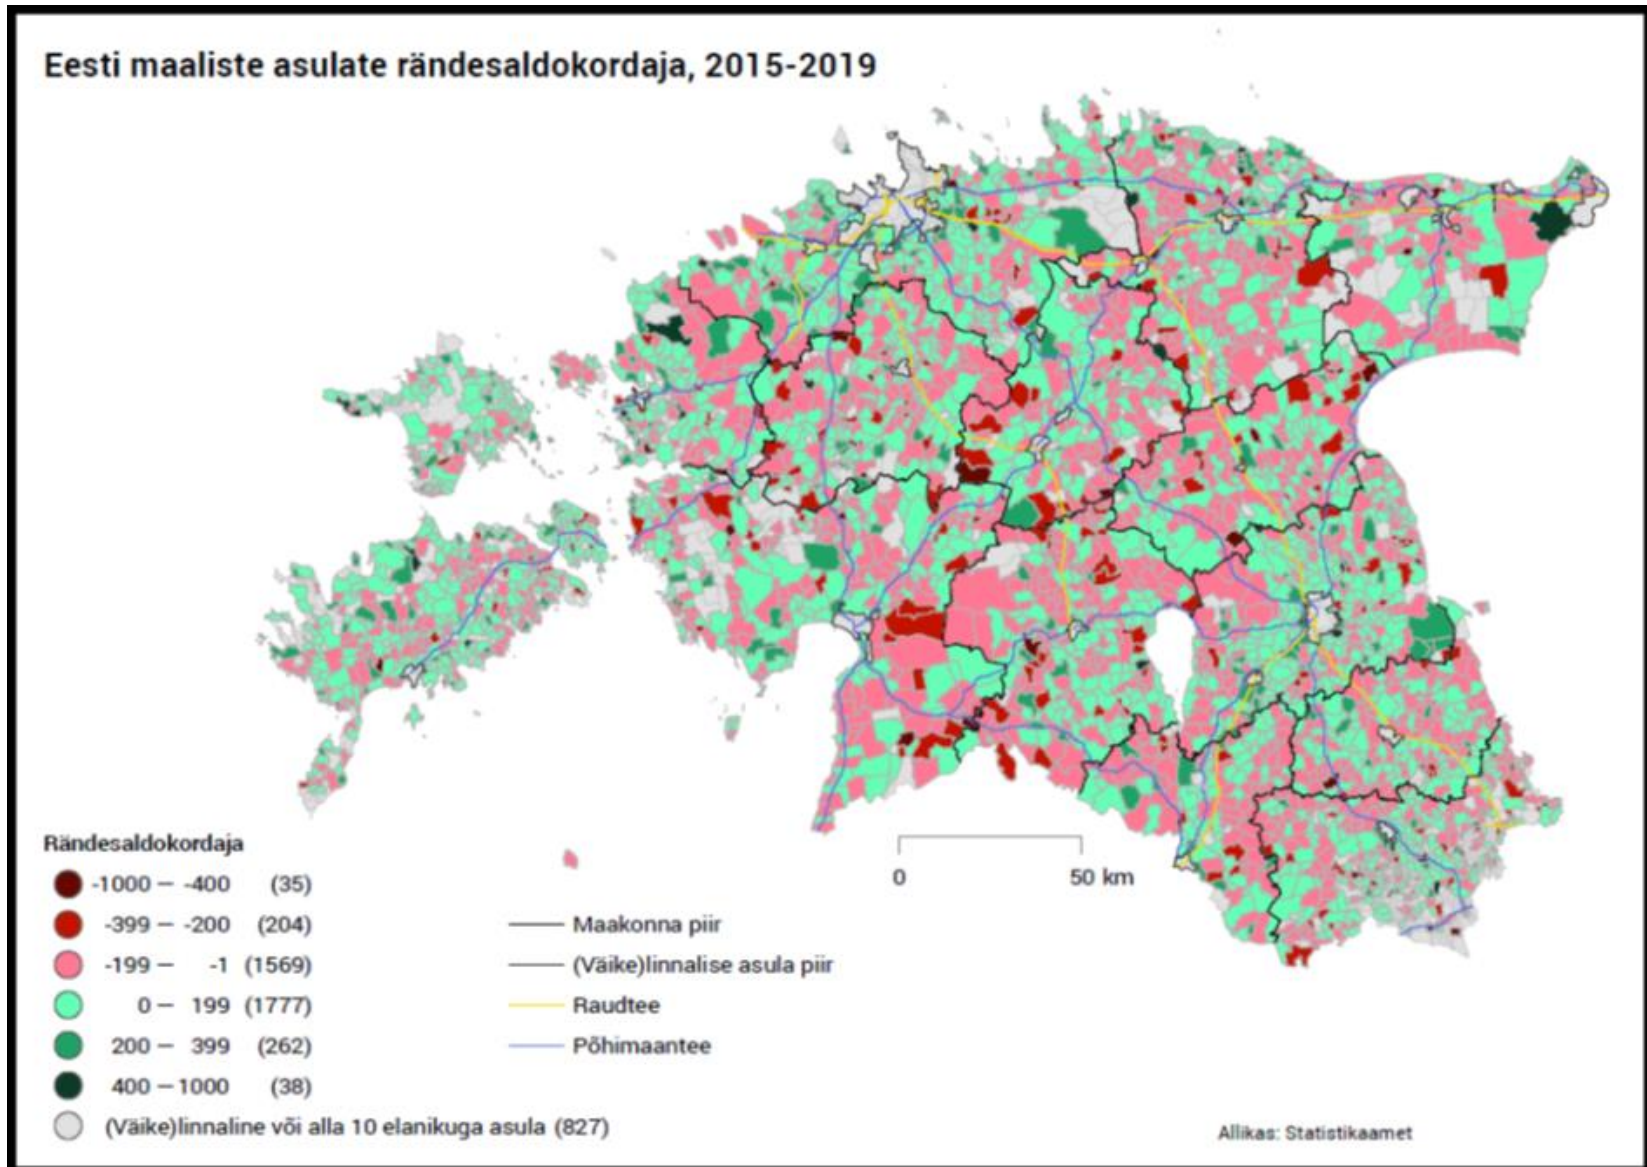 Eesti maaliste asulate rändesaldokordaja, 2015-2019
Rändesaldokordaja
-1000 — -400 (35)
-399 — -200 (204)
-199 — -1 (1569)
0 — 199 (1777)
200 — 399 (262)
400 — 1000 (38)
(Väike)linnaline või alla 10 elanikuga asula (827)
Maakonna piir
(Väike)linnalise asula piir
Raudtee
Põhimaantee
0 50 km
Allikas: Statistikaamet